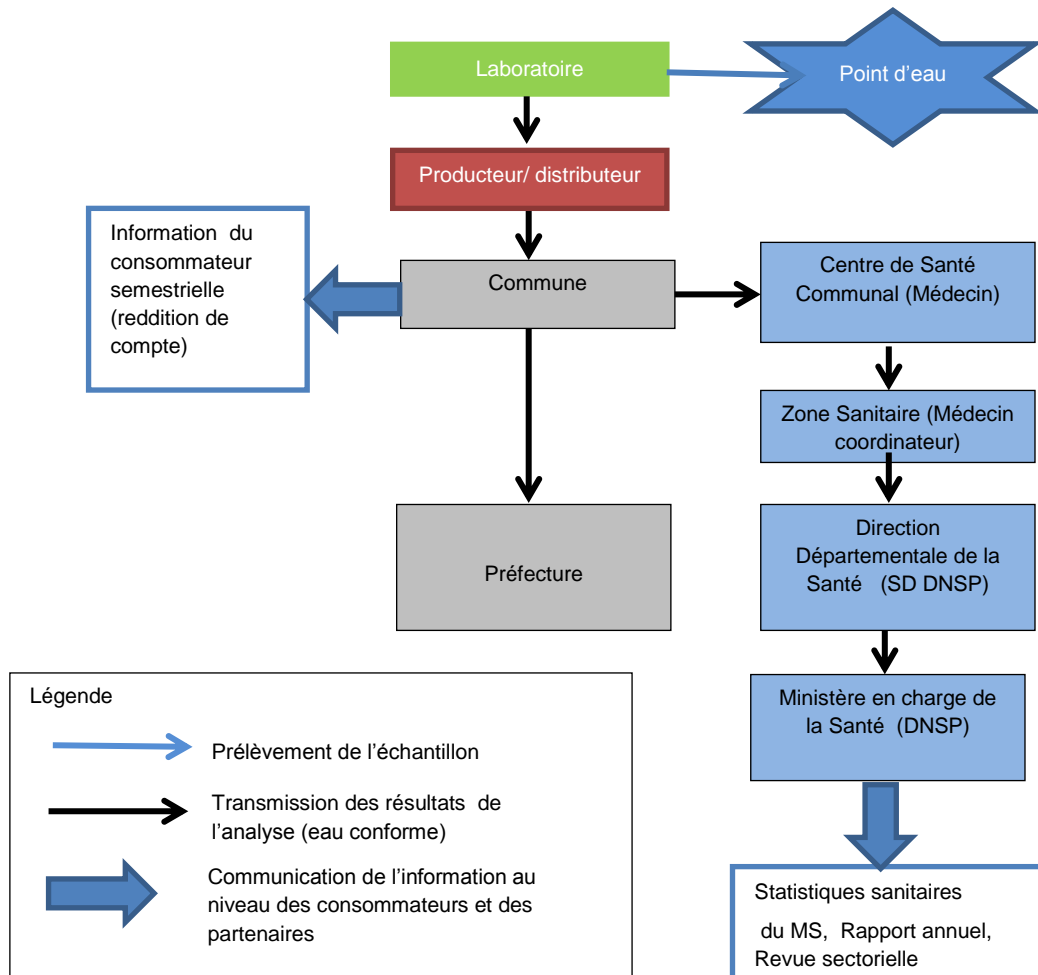 Laboratoire
Point d’eau
Producteur/ distributeur
Information du
consommateur
semestrielle
(reddition de
compte)
Commune
Centre de Santé
Communal (Médecin)
Zone Sanitaire (Médecin
coordinateur)
Direction
Départementale de la
Santé (SD DNSP)
Préfecture
Ministère en charge de
la Santé (DNSP)
Légende
Prélèvement de l’échantillon
Transmission des résultats de
l’analyse (eau conforme)
Communication de l’information au
niveau des consommateurs et des
partenaires
Statistiques sanitaires
du MS, Rapport annuel,
Revue sectorielle